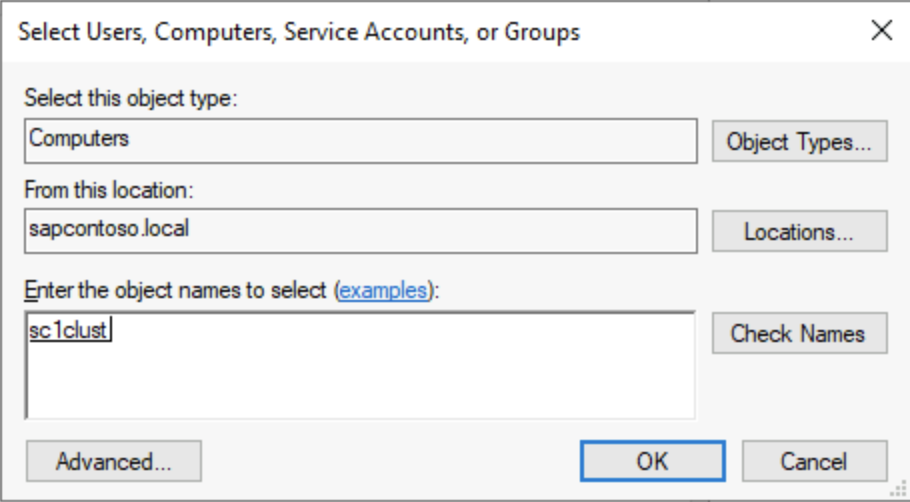 Select Users, Computers, Service Accounts, or Groups
Select this object type:
Computers
Object Types...
From this location:
sapcontoso.local
Locations...
Enter the object names to select (examples):
sc1clust
Check Names
Advanced...
OK
Cancel